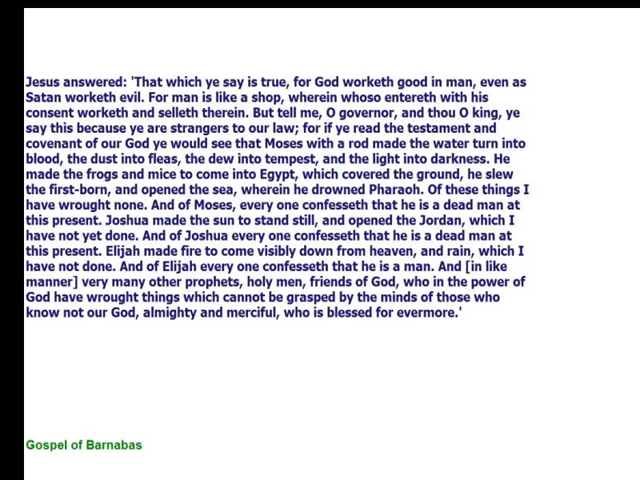 Jesus answered: 'That which ye say is true, for God worketh good in man, even as
Satan worketh evil. For man is like a shop, wherein whoso entereth with his
consent worketh and selleth therein. But tell me, O governor, and thou O king, ye
say this because ye are strangers to our law; for if ye read the testament and
covenant of our God ye would see that Moses with a rod made the water turn into
blood, the dust into fleas, the dew into tempest, and the light into darkness. He
made the frogs and mice to come into Egypt, which covered the ground, he slew
the first-born, and opened the sea, wherein he drowned Pharaoh. Of these things I
have wrought none. And of Moses, every one confesseth that he is a dead man at
this present. Joshua made the sun to stand still, and opened the Jordan, which I
have not yet done. And of Joshua every one confesseth that he is a dead man at
this present. Elijah made fire to come visibly down from heaven, and rain, which I
have not done. And of Elijah every one confesseth that he is a man. And [in like
manner] very many other prophets, holy men, friends of God, who in the power of
God have wrought things which cannot be grasped by the minds of those who
know not our God, almighty and merciful, who is blessed for evermore.'
Gospel of Barnabas